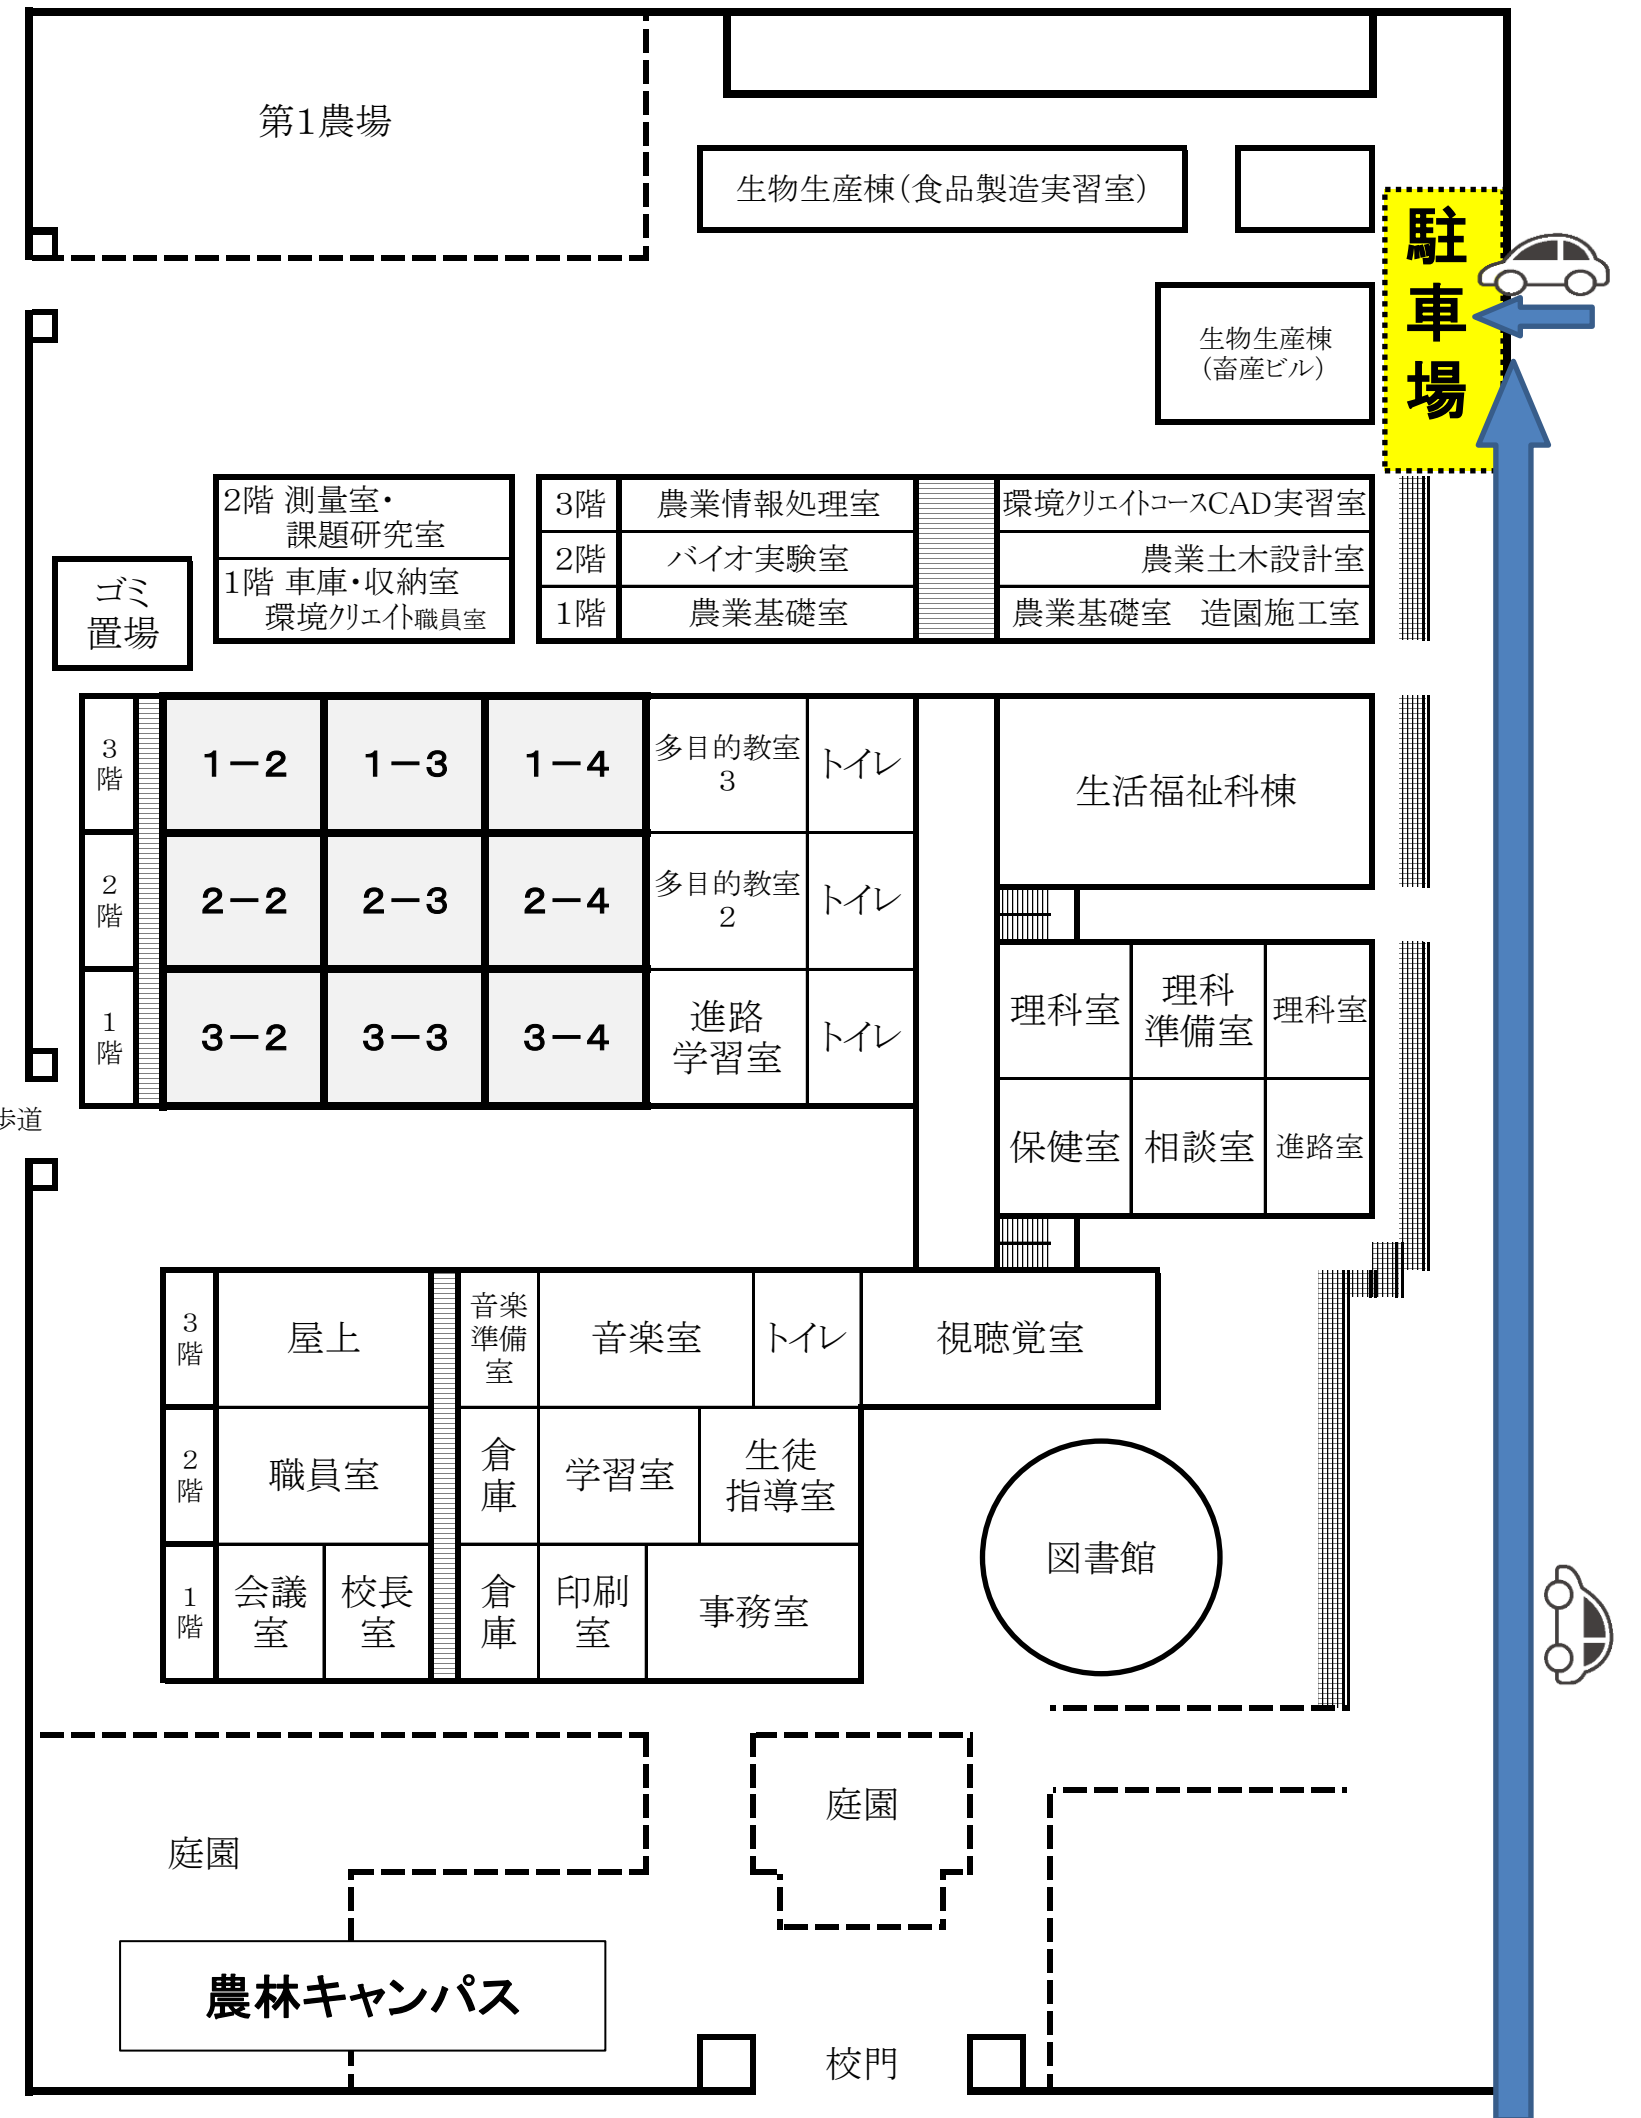 第1農場
生物生産棟(食品製造実習室)
駐
車
場
生物生産棟
(畜産ビル)
2階 測量室・
課題研究室
1階 車庫・収納室
環境クリエイト職員室
3階 農業情報処理室 環境クリエイトコースCAD実習室
2階 バイオ実験室 農業土木設計室
1階 農業基礎室 農業基礎室 造園施工室
ゴミ
置場
3
階
1－2 1－3 1－4
多目的教室
3
トイレ
生活福祉科棟
2
階
2－2 2－3 2－4
多目的教室
2
トイレ
1
階
3－2 3－3 3－4
進路
学習室
トイレ
理科室
理科
準備室
理科室
保健室 相談室 進路室
歩道
3
階
屋上
音楽
準備
室
音楽室 トイレ 視聴覚室
2
階
職員室
倉
庫
学習室
生徒
指導室
1
階
会議
室
校長
室
倉
庫
印刷
室
事務室
図書館
庭園
庭園
農林キャンパス
校門